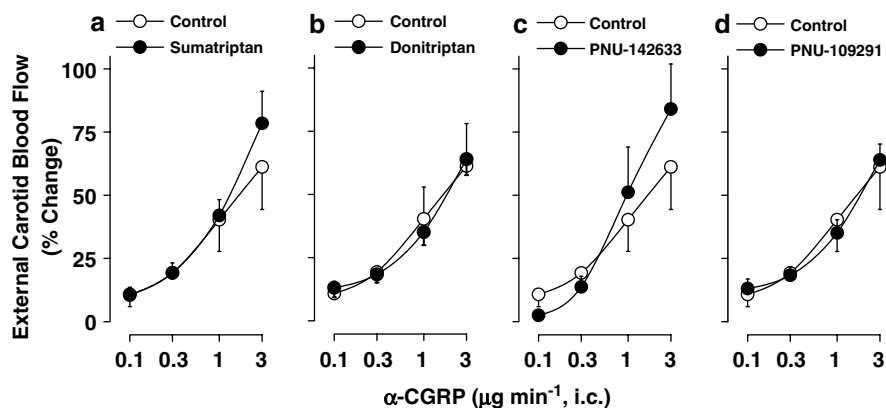 a
Control
Sumatriptan
b
Control
Donitriptan
c
Control
PNU-142633
d
Control
PNU-109291
External Carotid Blood Flow
(% Change)
100
75
50
25
0
0.1 0.3 1 3
0.1 0.3 1 3
0.1 0.3 1 3
0.1 0.3 1 3
α-CGRP (μg min⁻¹, i.c.)